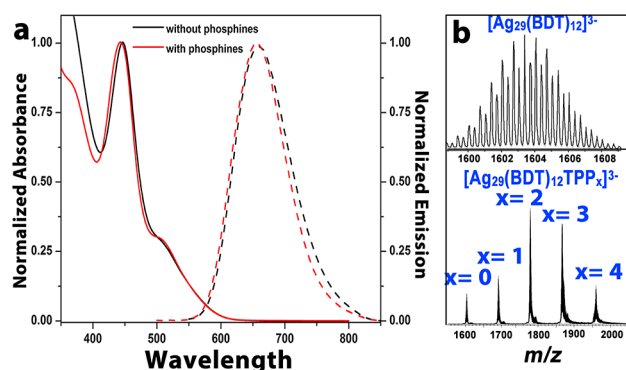 a
without phosphines
with phosphines
1.00
0.75
0.50
0.25
0.00
Normalized Absorbance
1.00
0.75
0.50
0.25
0.00
Normalized Emission
400 500 600 700 800
Wavelength
b
[Ag29(BDT)12]3-
1600 1602 1604 1606 1608
[Ag29(BDT)12TPPx]3-
x= 2
x= 3
x= 1
x= 0
x= 4
1600 1700 1800 1900 2000
m/z